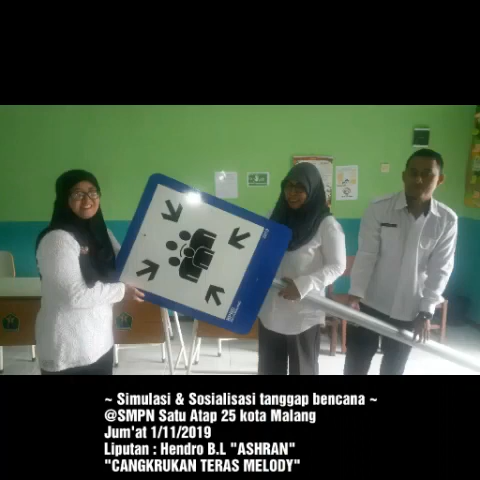 ~ Simulasi & Sosialisasi tanggap bencana ~
@SMPN Satu Atap 25 kota Malang
Jum'at 1/11/2019
Liputan : Hendro B.L "ASHRAN"
"CANGKRUKAN TERAS MELODY"